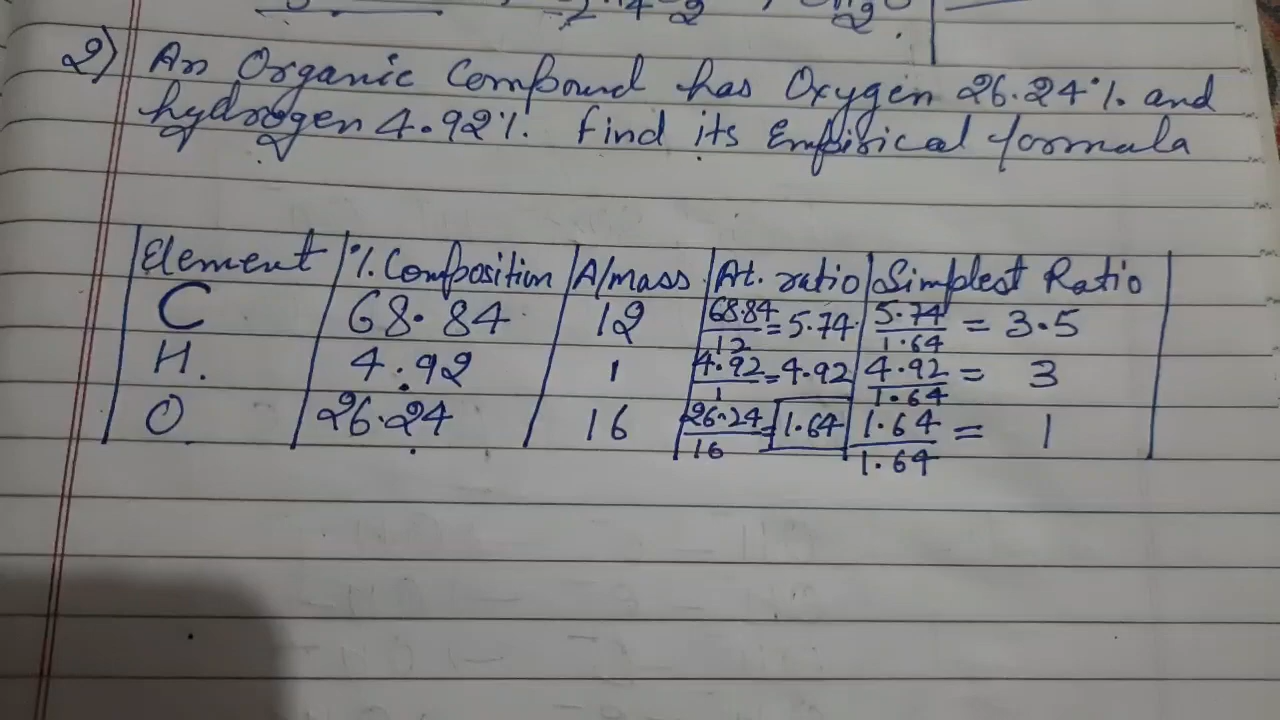 2) An Organic Compound has Oxygen 26.24% and
hydrogen 4.92%. find its Empirical formula
Element %Composition A/mass At. ratio Simplest Ratio
C 68.84 12 68.84/12 = 5.74 5.74/1.64 = 3.5
H. 4.92 1 4.92/1 = 4.92 4.92/1.64 = 3
O 26.24 16 26.24/16 = 1.64 1.64/1.64 = 1